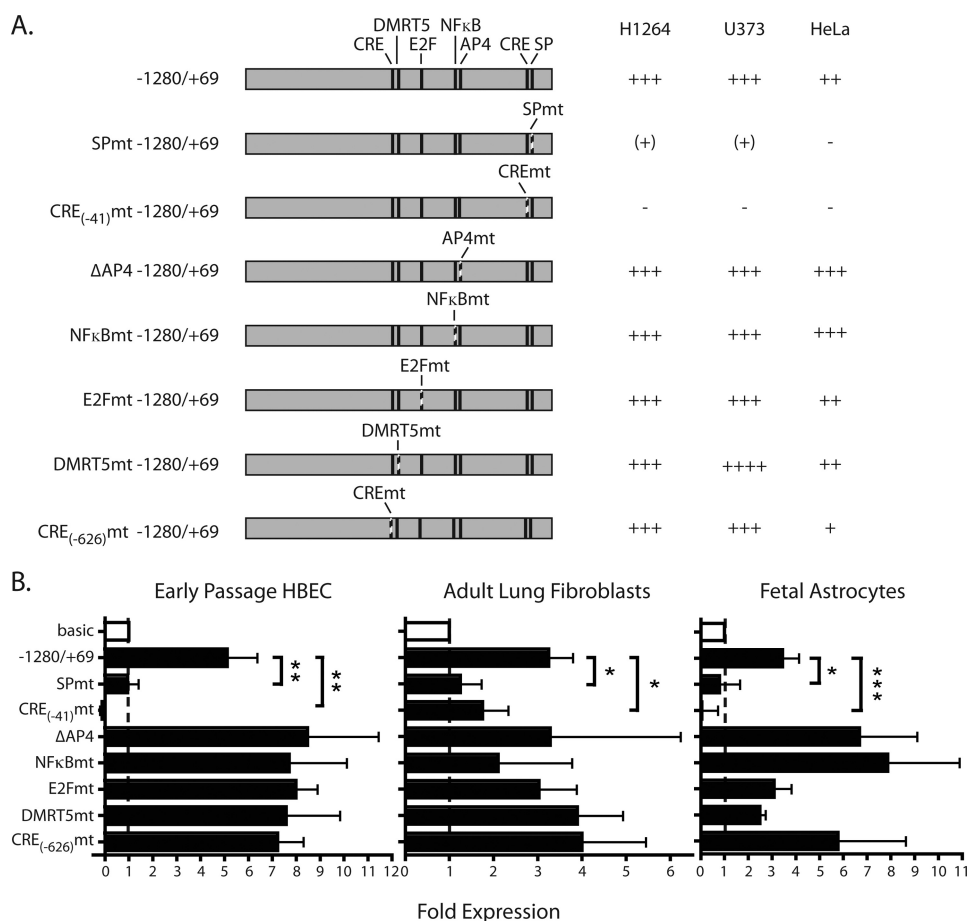 A.
H1264 U373 HeLa
DMRT5 NFκB
CRE E2F AP4 CRE SP
-1280/+69 +++ +++ ++
SPmt
SPmt -1280/+69 (+) (+) -
CREmt
CRE(-41)mt -1280/+69 - - -
AP4mt
ΔAP4 -1280/+69 +++ +++ +++
NFκBmt
NFκBmt -1280/+69 +++ +++ +++
E2Fmt
E2Fmt -1280/+69 +++ +++ ++
DMRT5mt
DMRT5mt -1280/+69 +++ ++++ ++
CREmt
CRE(-626)mt -1280/+69 +++ +++ +
B.
Early Passage HBEC Adult Lung Fibroblasts Fetal Astrocytes
basic
-1280/+69
SPmt
CRE(-41)mt
ΔAP4
NFκBmt
E2Fmt
DMRT5mt
CRE(-626)mt
** ** * * * ***
0 1 2 3 4 5 6 7 8 9 10 11 12
0 1 2 3 4 5 6
0 1 2 3 4 5 6 7 8 9 10 11
Fold Expression